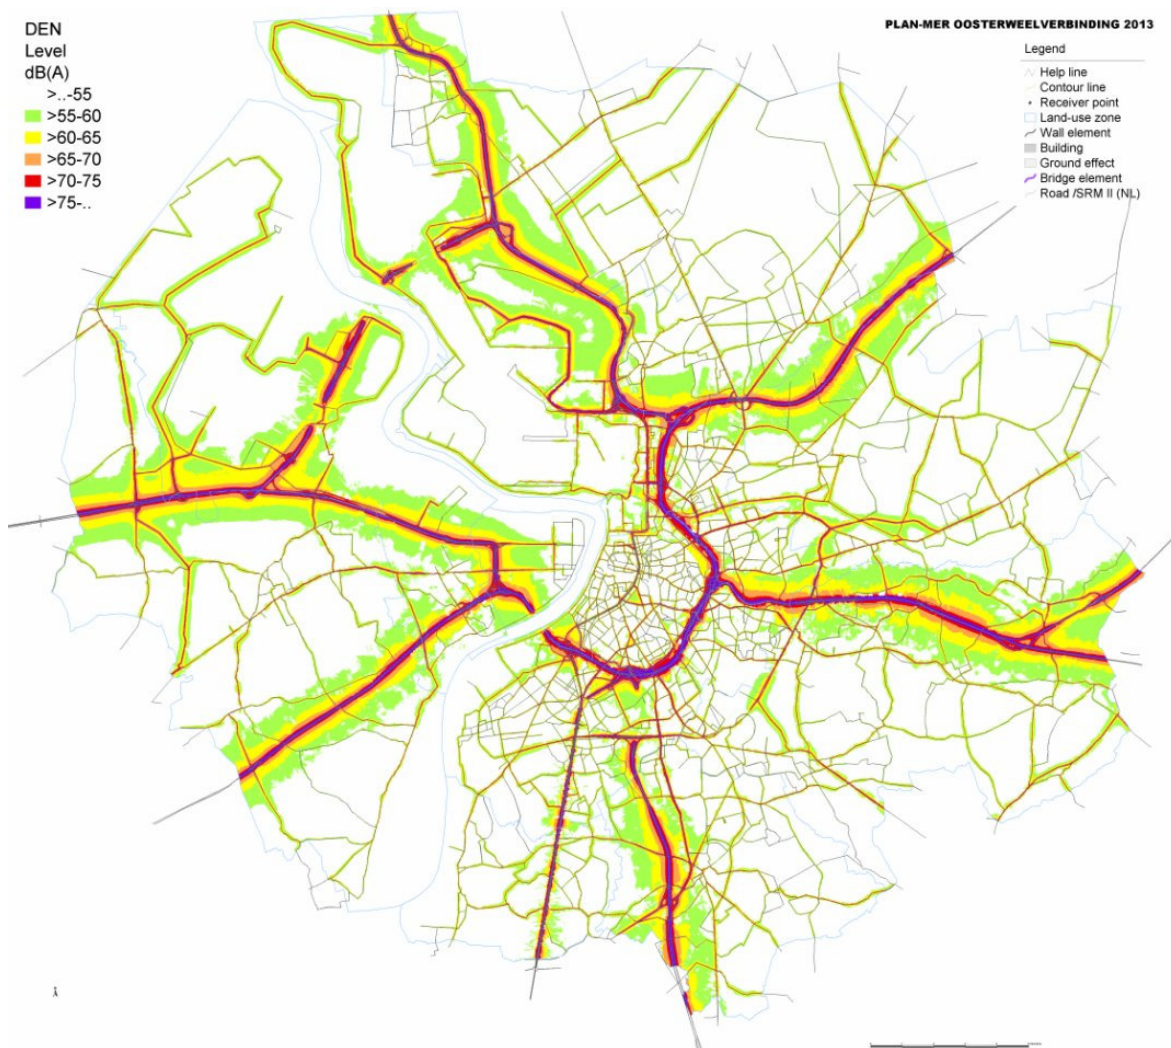 DEN
Level
dB(A)
>..-55
>55-60
>60-65
>65-70
>70-75
>75-..
PLAN-MER OOSTERWEELVERBINDING 2013
Legend
Help line
Contour line
Receiver point
Land-use zone
Wall element
Building
Ground effect
Bridge element
Road /SRM II (NL)